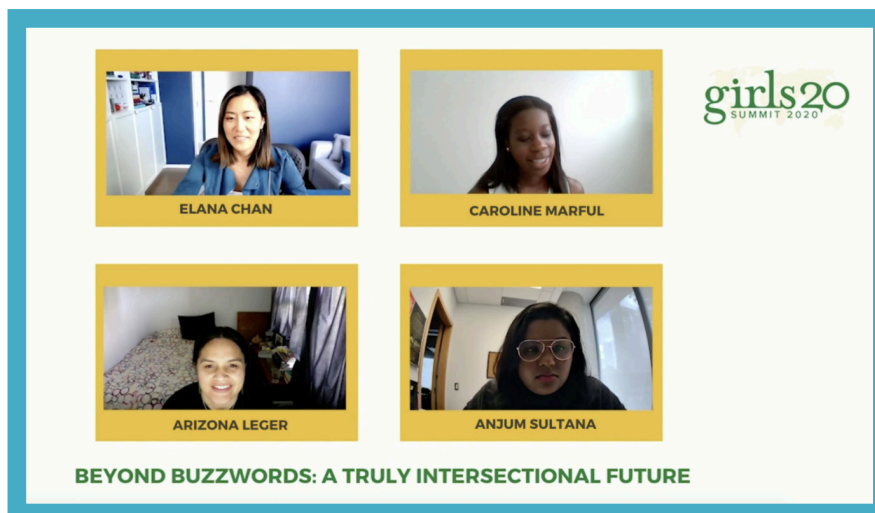 girls20
SUMMIT 2020
ELANA CHAN
CAROLINE MARFUL
ARIZONA LEGER
ANJUM SULTANA
BEYOND BUZZWORDS: A TRULY INTERSECTIONAL FUTURE